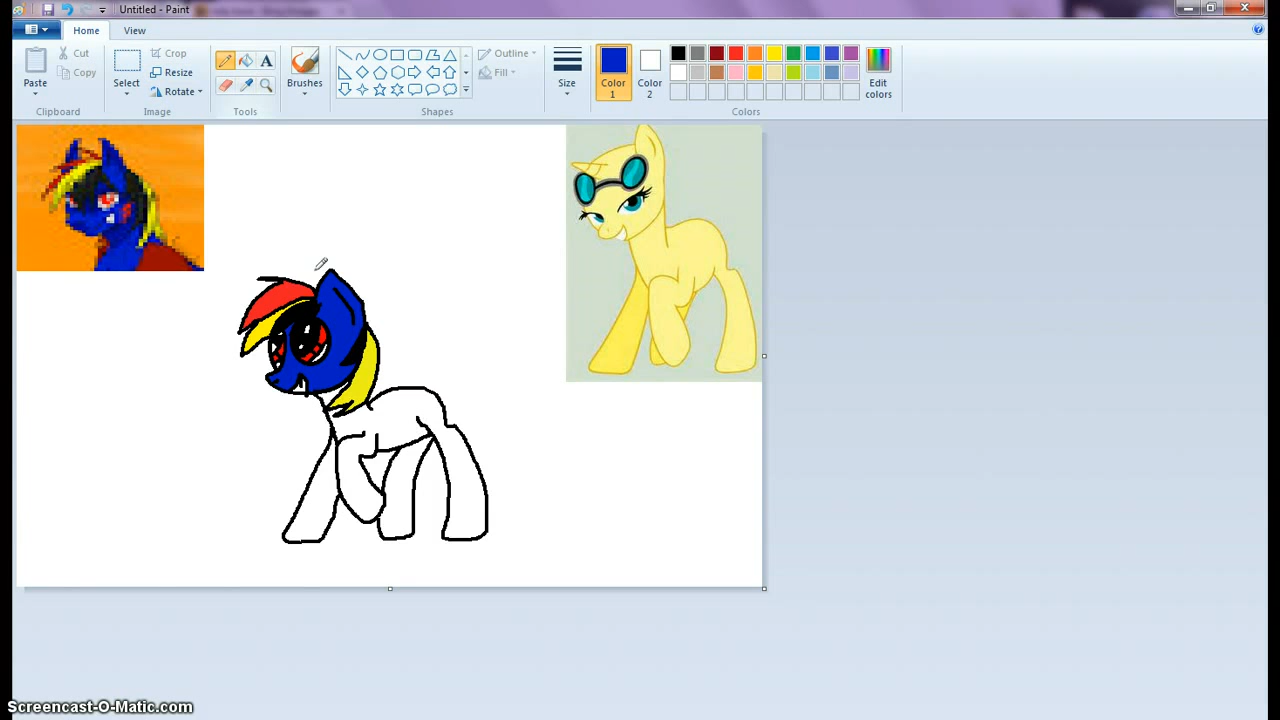 Untitled - Paint
Home
View
Paste
Cut
Copy
Clipboard
Select
Crop
Resize
Rotate
Image
A
Tools
Brushes
Outline
Fill
Shapes
Size
Color 1
Color 2
Edit colors
Colors
Screencast-O-Matic.com